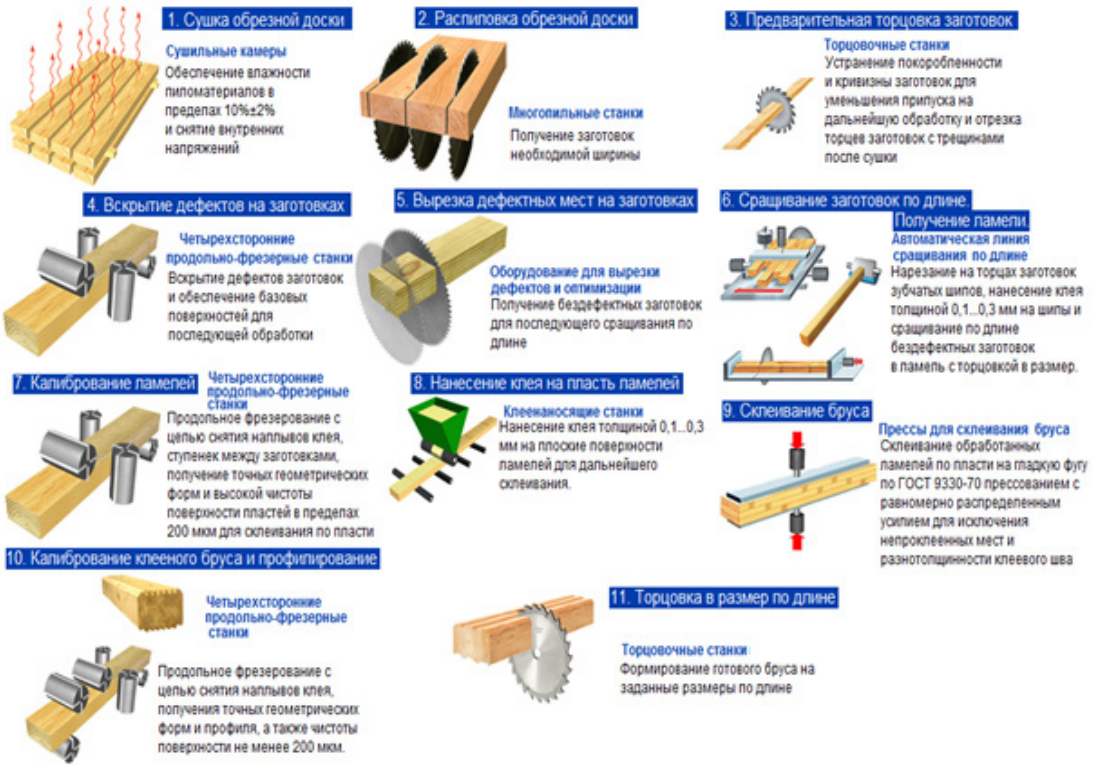 1. Сушка обрезной доски
Сушильные камеры
Обеспечение влажности
пиломатериалов в
пределах 10%±2%
и снятие внутренних
напряжений
2. Распиловка обрезной доски
Многопильные станки
Получение заготовок
необходимой ширины
3. Предварительная торцовка заготовок
Торцовочные станки
Устранение покоробленности
и кривизны заготовок для
уменьшения припуска на
дальнейшую обработку и отрезка
торцев заготовок с трещинами
после сушки
4. Вскрытие дефектов на заготовках
Четырехсторонние
продольно-фрезерные станки
Вскрытие дефектов заготовок
и обеспечение базовых
поверхностей для
последующей обработки
5. Вырезка дефектных мест на заготовках
Оборудование для вырезки
дефектов и оптимизации
Получение бездефектных заготовок
для последующего сращивания по
длине
6. Сращивание заготовок по длине.
Получение ламели.
Автоматическая линия
сращивания по длине
Нарезание на торцах заготовок
зубчатых шипов, нанесение клея
толщиной 0,1...0,3 мм на шипы и
сращивание по длине
бездефектных заготовок
в ламель с торцовкой в размер.
7. Калибрование ламелей
Четырехсторонние
продольно-фрезерные
станки
Продольное фрезерование с
целью снятия наплывов клея,
ступенек между заготовками,
получение точных геометрических
форм и высокой чистоты
поверхности пластей в пределах
200 мкм для склеивания по пласти
8. Нанесение клея на пласть ламелей
Клеенаносящие станки
Нанесение клея толщиной 0,1...0,3
мм на плоские поверхности
ламелей для дальнейшего
склеивания.
9. Склеивание бруса
Прессы для склеивания бруса
Склеивание обработанных
ламелей по пласти на гладкую фугу
по ГОСТ 9330-70 прессованием с
равномерно распределенным
усилием для исключения
непроклеенных мест и
разнотопщинности клеевого шва
10. Калибрование клееного бруса и профилирование
Четырехсторонние
продольно-фрезерные
станки
Продольное фрезерование с
целью снятия наплывов клея,
получения точных геометрических
форм и профиля, а также чистоты
поверхности не менее 200 мкм.
11. Торцовка в размер по длине
Торцовочные станки
Формирование готового бруса на
заданные размеры по длине